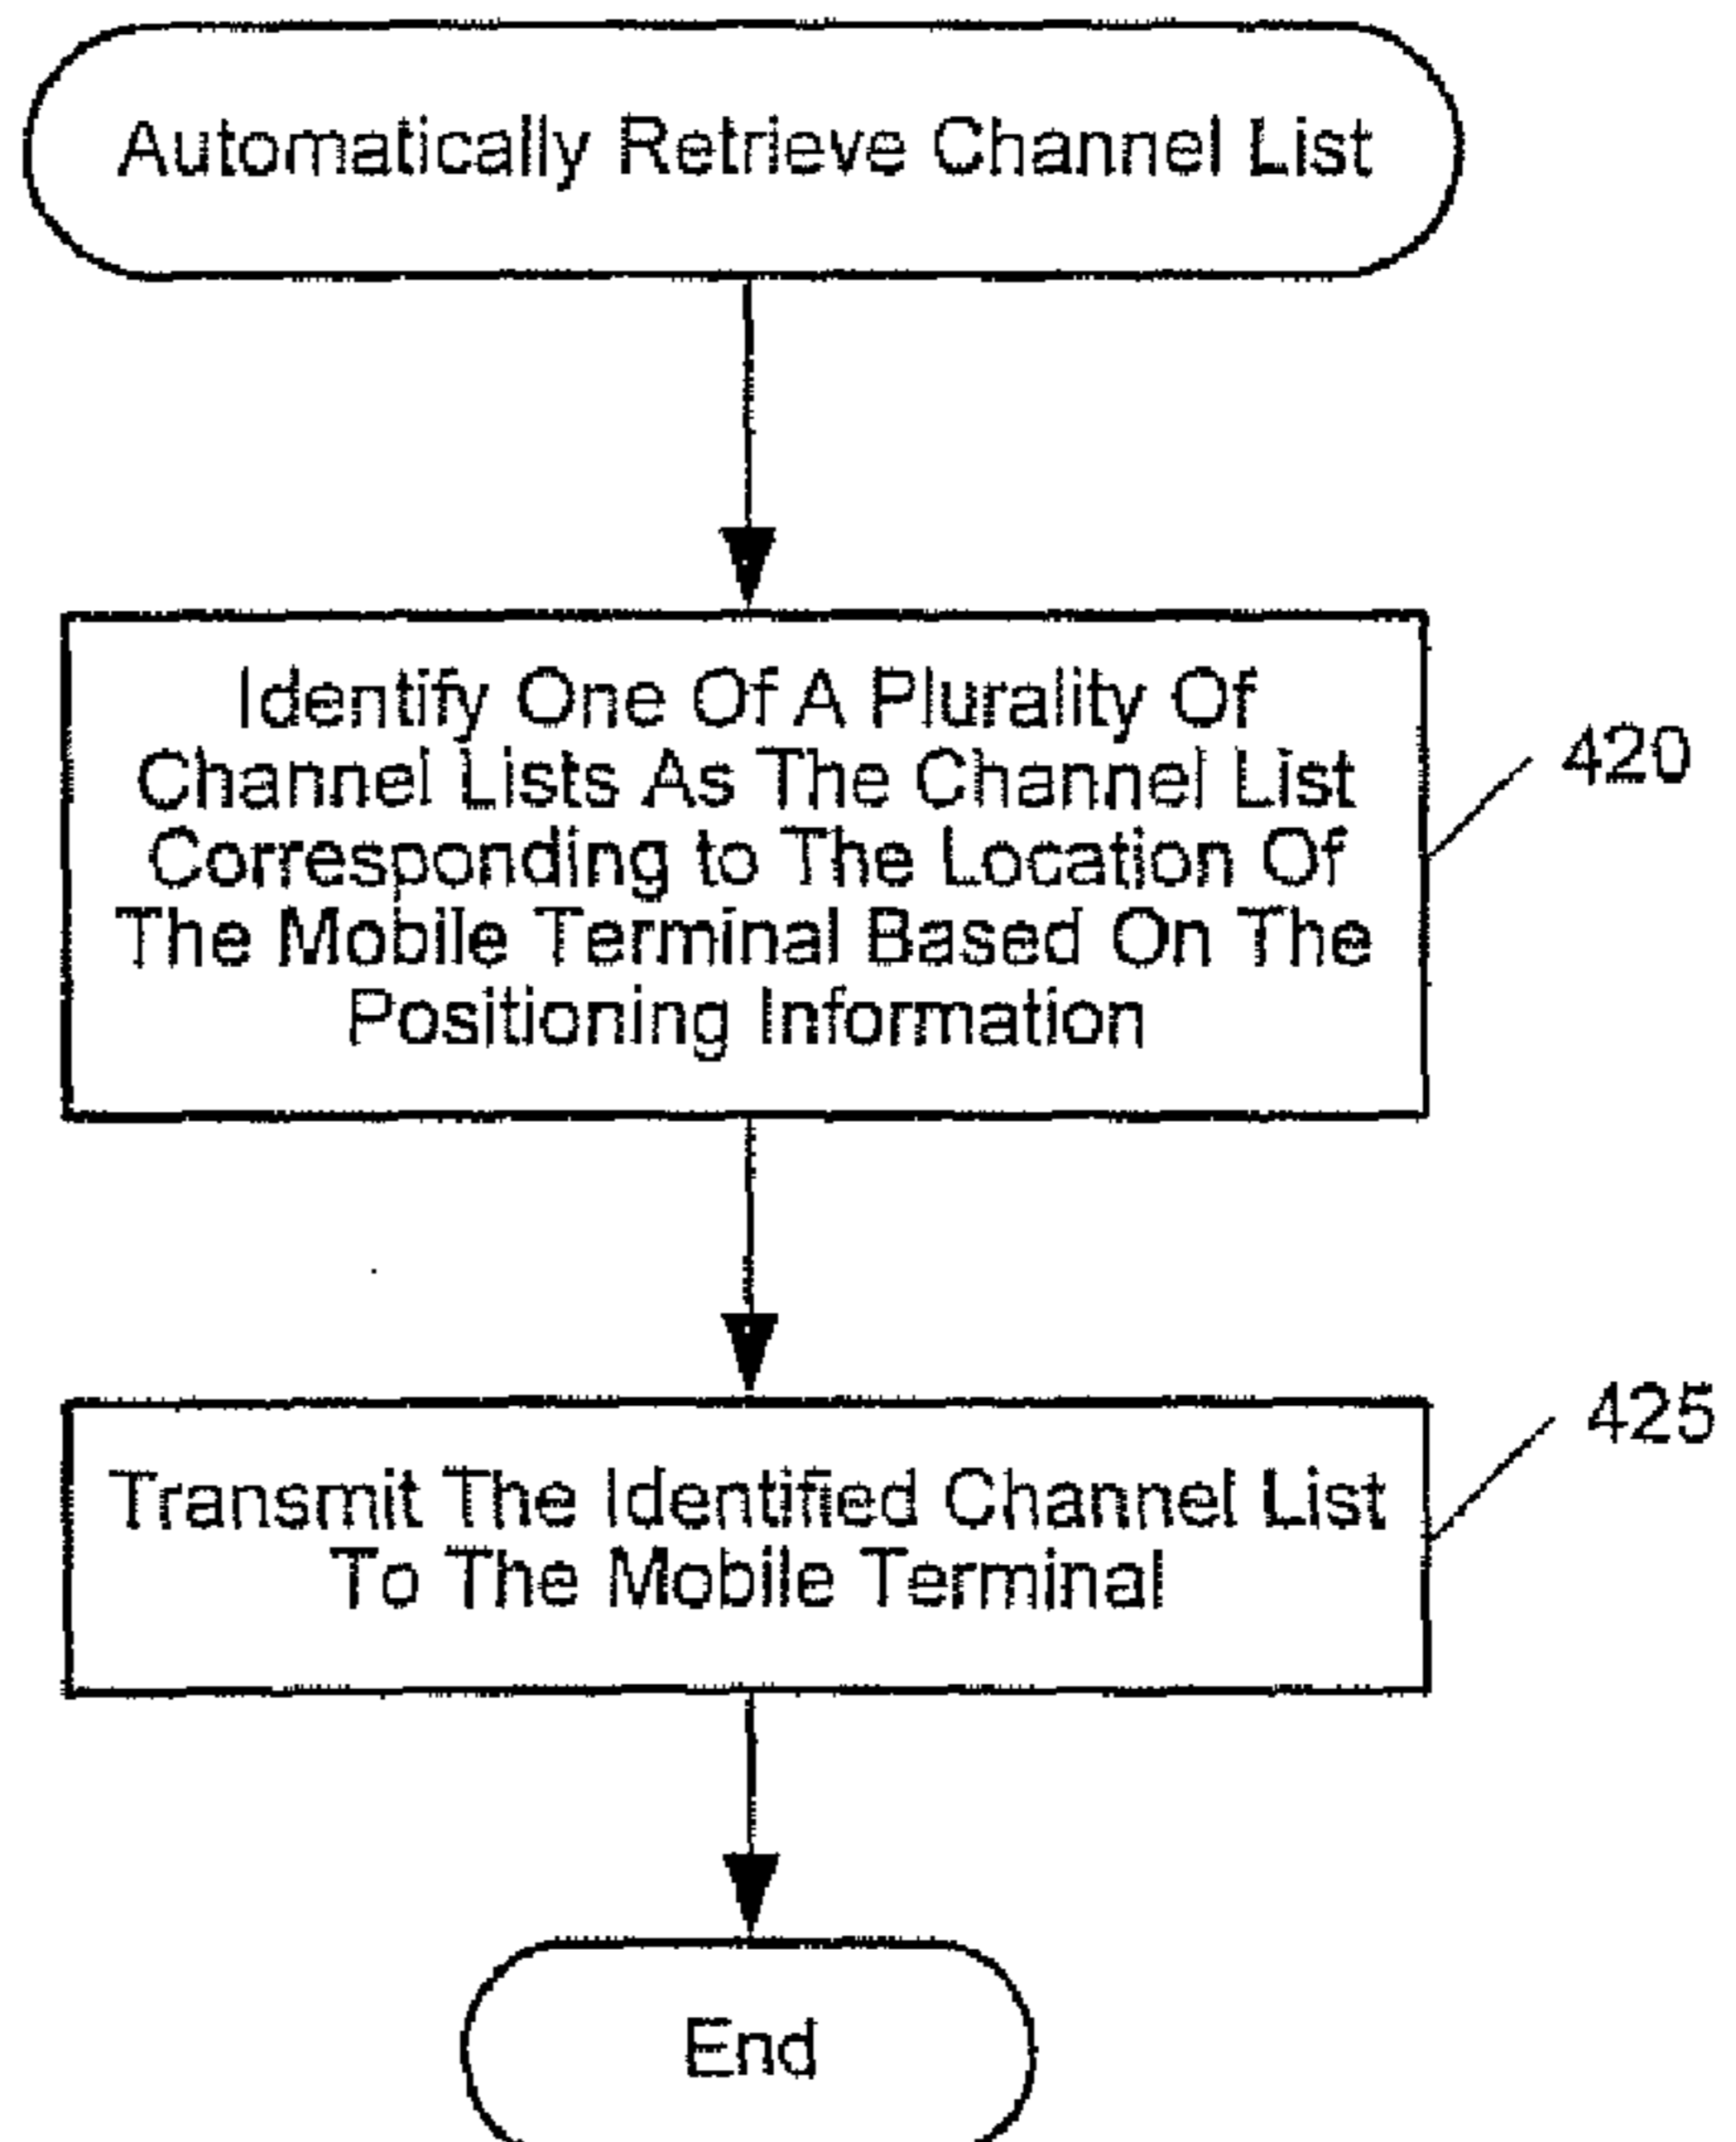 Automatically Retrieve Channel List
Identify One Of A Plurality Of
Channel Lists As The Channel List
Corresponding to The Location Of
The Mobile Terminal Based On The
Positioning Information
420
Transmit The Identified Channel List
To The Mobile Terminal
425
End